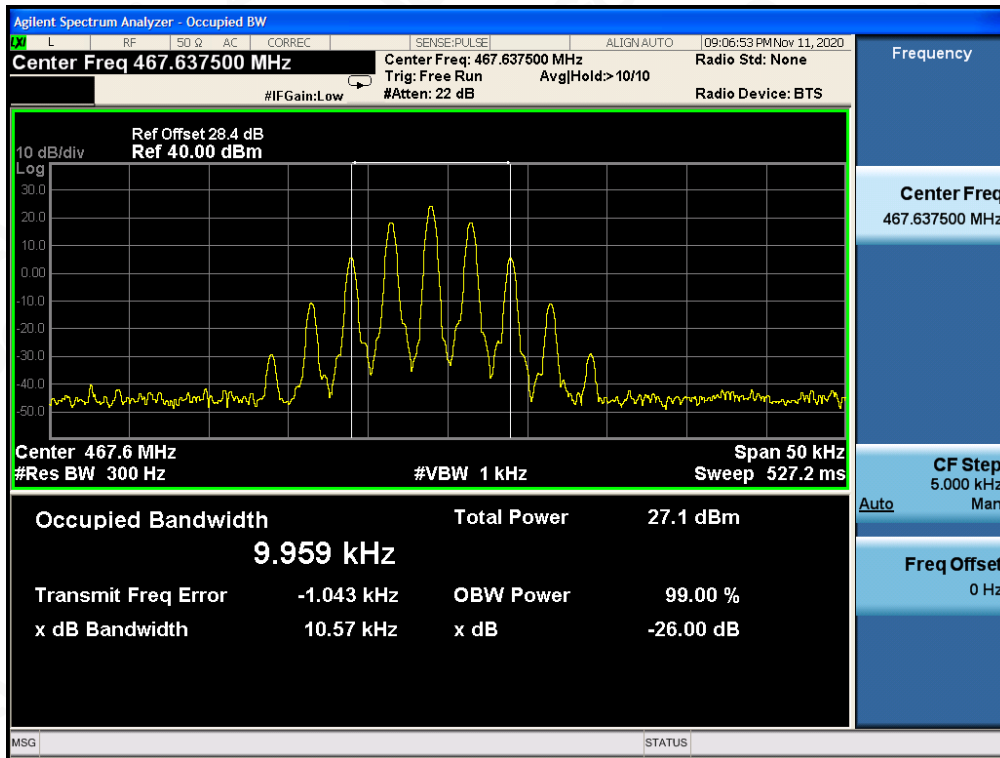 Agilent Spectrum Analyzer - Occupied BW
LXI L RF 50 Ω AC CORREC SENSE:PULSE ALIGN AUTO 09:06:53 PM Nov 11, 2020
Center Freq 467.637500 MHz
Center Freq: 467.637500 MHz
Radio Std: None
Trig: Free Run Avg|Hold:> 10/10
#IFGain:Low
#Atten: 22 dB
Radio Device: BTS
Ref Offset 28.4 dB
10 dB/div Ref 40.00 dBm
Log
30.0
20.0
10.0
0.00
-10.0
-20.0
-30.0
-40.0
-50.0
Center 467.6 MHz Span 50 kHz
#Res BW 300 Hz #VBW 1 kHz Sweep 527.2 ms
Occupied Bandwidth Total Power 27.1 dBm
9.959 kHz
Transmit Freq Error -1.043 kHz OBW Power 99.00 %
x dB Bandwidth 10.57 kHz x dB -26.00 dB
MSG STATUS
Frequency
Center Freq
467.637500 MHz
CF Step
5.000 kHz
Auto Man
Freq Offset
0 Hz